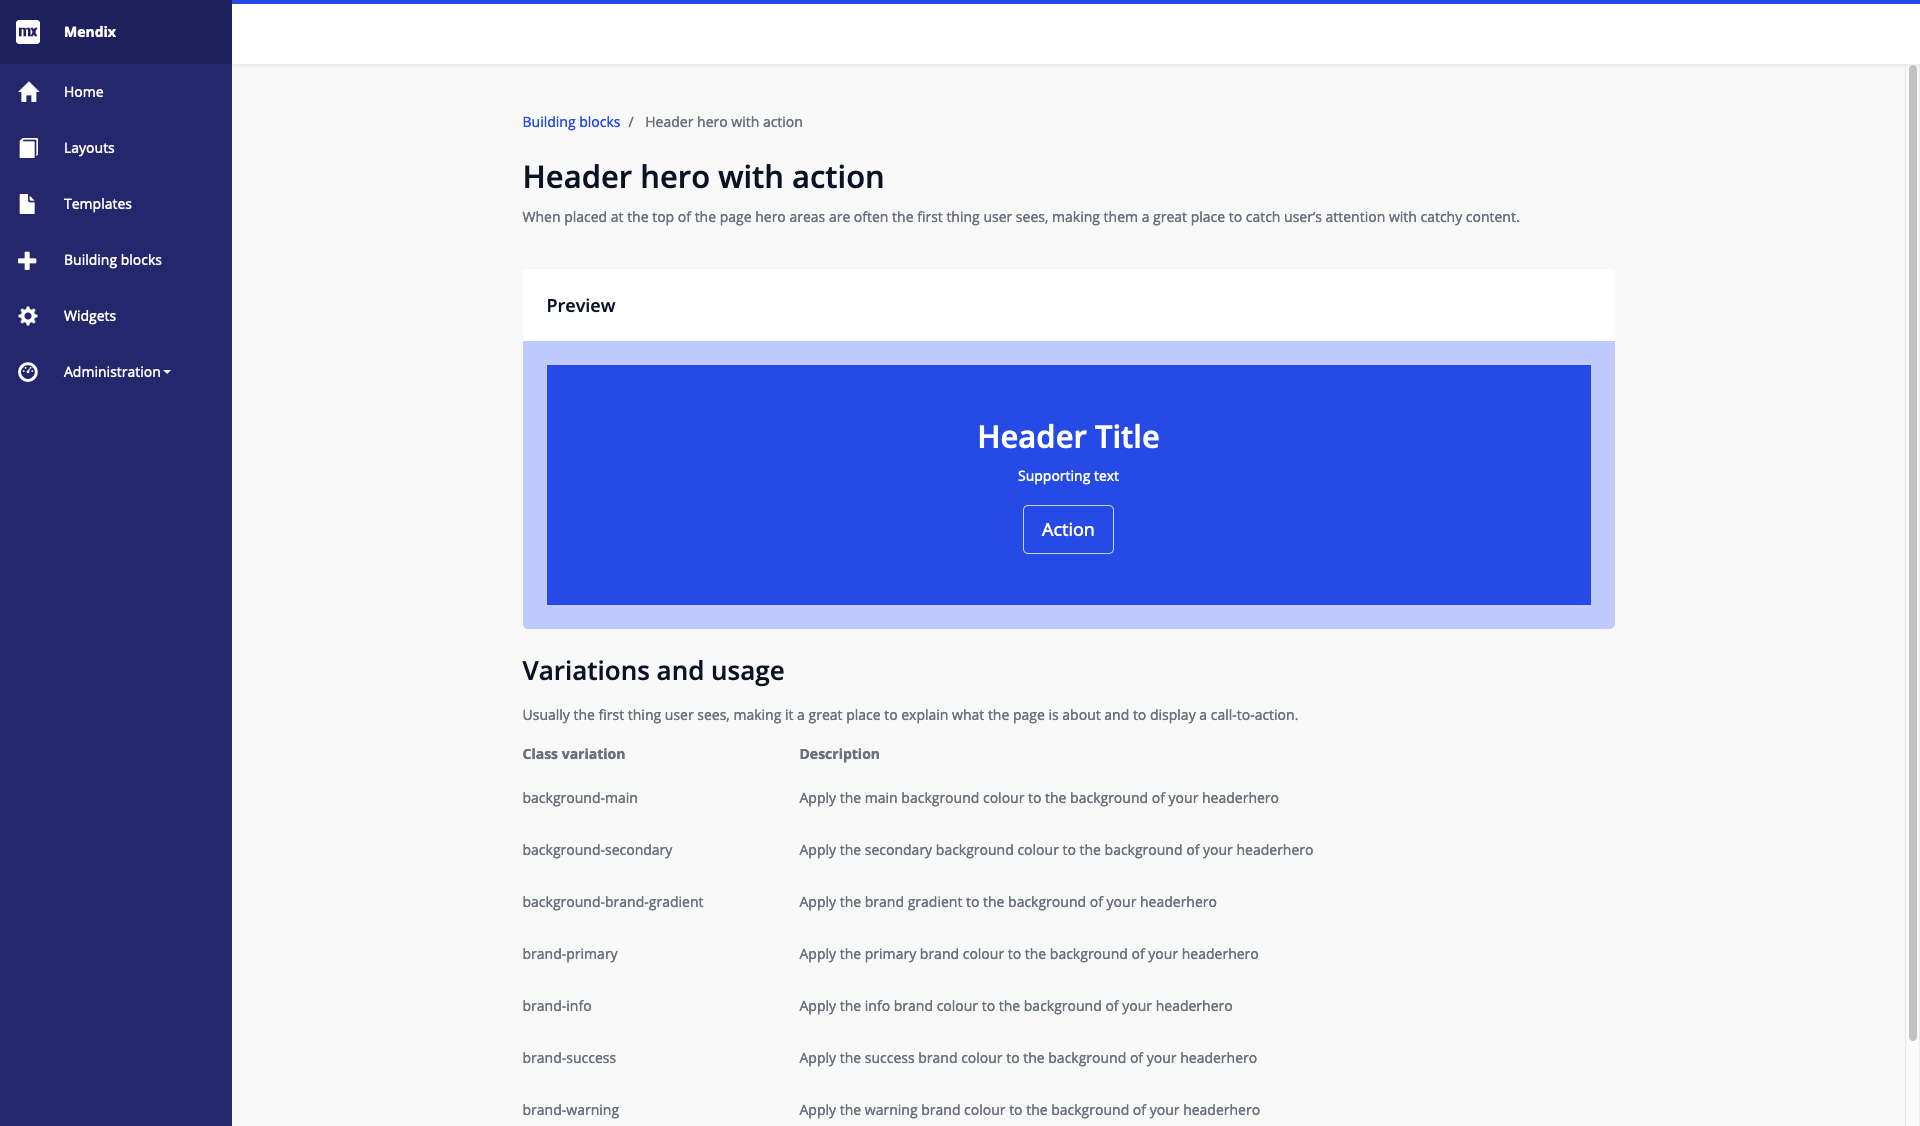 mx Mendix
Home
Layouts
Templates
Building blocks
Widgets
Administration
Building blocks / Header hero with action
Header hero with action
When placed at the top of the page hero areas are often the first thing user sees, making them a great place to catch user’s attention with catchy content.
Preview
Header Title
Supporting text
Action
Variations and usage
Usually the first thing user sees, making it a great place to explain what the page is about and to display a call-to-action.
Class variation Description
background-main Apply the main background colour to the background of your headerhero
background-secondary Apply the secondary background colour to the background of your headerhero
background-brand-gradient Apply the brand gradient to the background of your headerhero
brand-primary Apply the primary brand colour to the background of your headerhero
brand-info Apply the info brand colour to the background of your headerhero
brand-success Apply the success brand colour to the background of your headerhero
brand-warning Apply the warning brand colour to the background of your headerhero